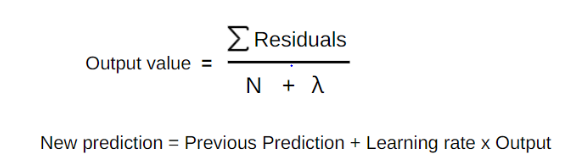 Output value = ∑ Residuals
N + λ
New prediction = Previous Prediction + Learning rate x Output